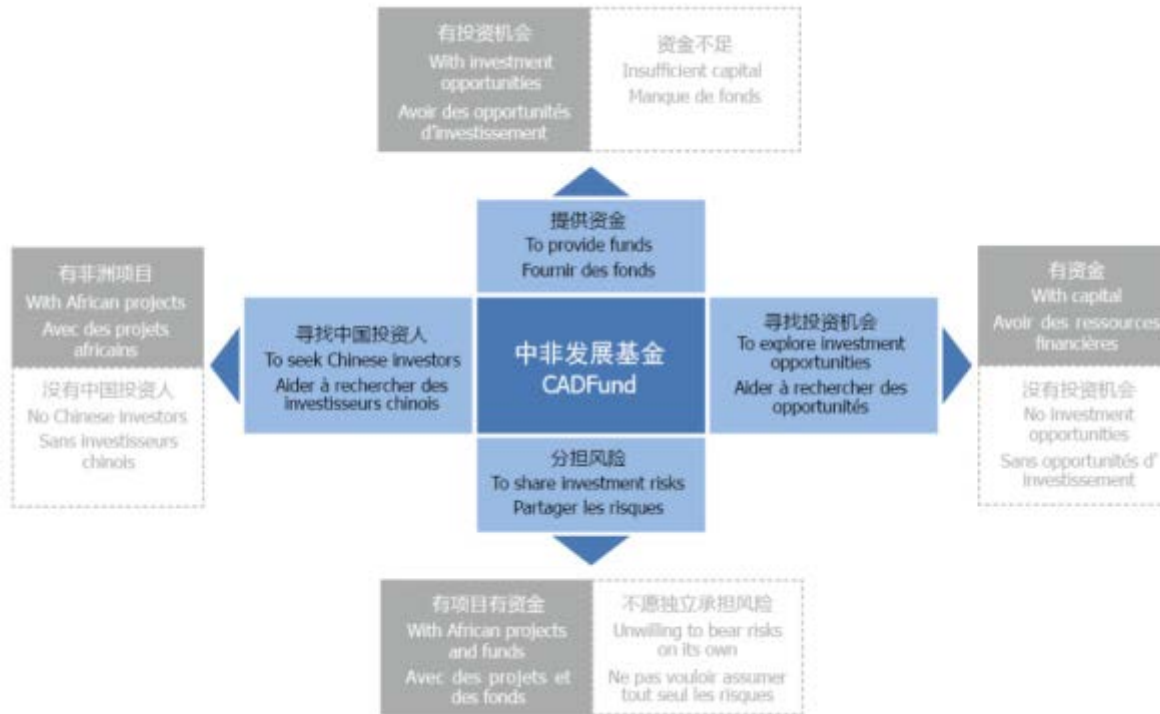 有投资机会
With investment
opportunities
Avoir des opportunités
d'investissement
资金不足
Insufficient capital
Manque de fonds
提供资金
To provide funds
Fournir des fonds
有非洲项目
With African projects
Avec des projets
africains
没有中国投资人
No Chinese investors
Sans investisseurs
chinois
寻找中国投资人
To seek Chinese investors
Aider à rechercher des
investisseurs chinois
中非发展基金
CADFund
寻找投资机会
To explore investment
opportunities
Aider à rechercher des
opportunités
有资金
With capital
Avoir des ressources
financières
没有投资机会
No investment
opportunities
Sans opportunités d'
investissement
分担风险
To share investment risks
Partager les risques
有项目有资金
With African projects
and funds
Avec des projets et
des fonds
不愿独立承担风险
Unwilling to bear risks
on its own
Ne pas vouloir assumer
tout seul les risques